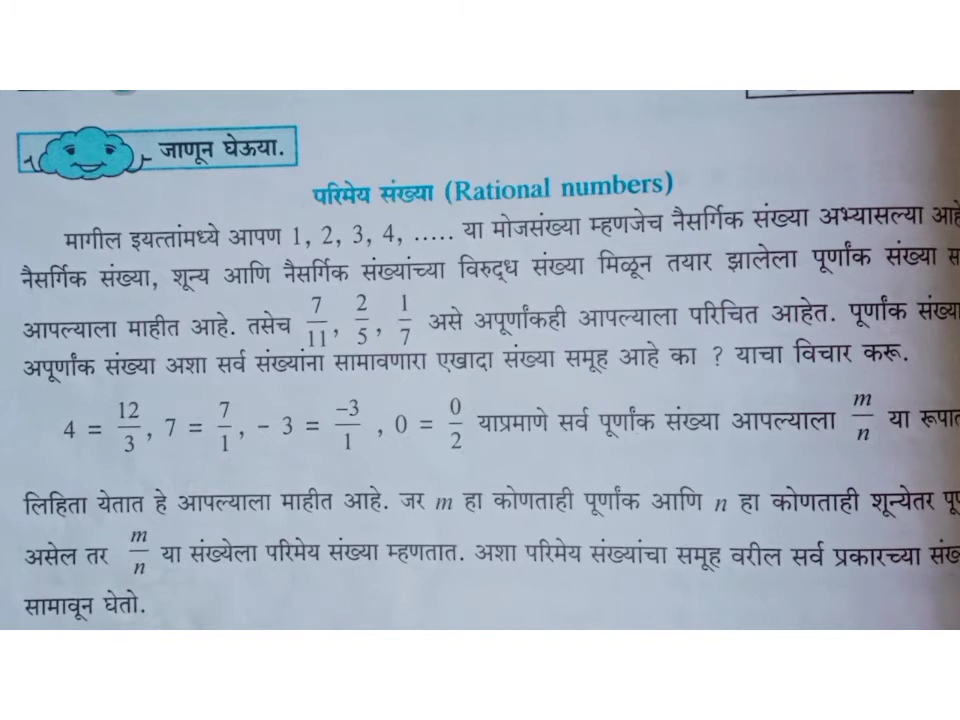 जाणून घेऊया.
परिमेय संख्या (Rational numbers)
मागील इयत्तांमध्ये आपण 1, 2, 3, 4, ..... या मोजसंख्या म्हणजेच नैसर्गिक संख्या अभ्यासल्या
नैसर्गिक संख्या, शून्य आणि नैसर्गिक संख्यांच्या विरुद्ध संख्या मिळून तयार झालेला पूर्णांक संख्या
आपल्याला माहीत आहे. तसेच 7/11, 2/5, 1/7 असे अपूर्णांकही आपल्याला परिचित आहेत. पूर्णांक
अपूर्णांक संख्या अशा सर्व संख्यांना सामावणारा एखादा संख्या समूह आहे का ? याचा विचार करू.
4 = 12/3, 7 = 7/1, - 3 = -3/1 , 0 = 0/2 याप्रमाणे सर्व पूर्णांक संख्या आपल्याला m/n या
लिहिता येतात हे आपल्याला माहीत आहे. जर m हा कोणताही पूर्णांक आणि n हा कोणताही शून्येतर
असेल तर m/n या संख्येला परिमेय संख्या म्हणतात. अशा परिमेय संख्यांचा समूह वरील सर्व प्रकारच्या
सामावून घेतो.